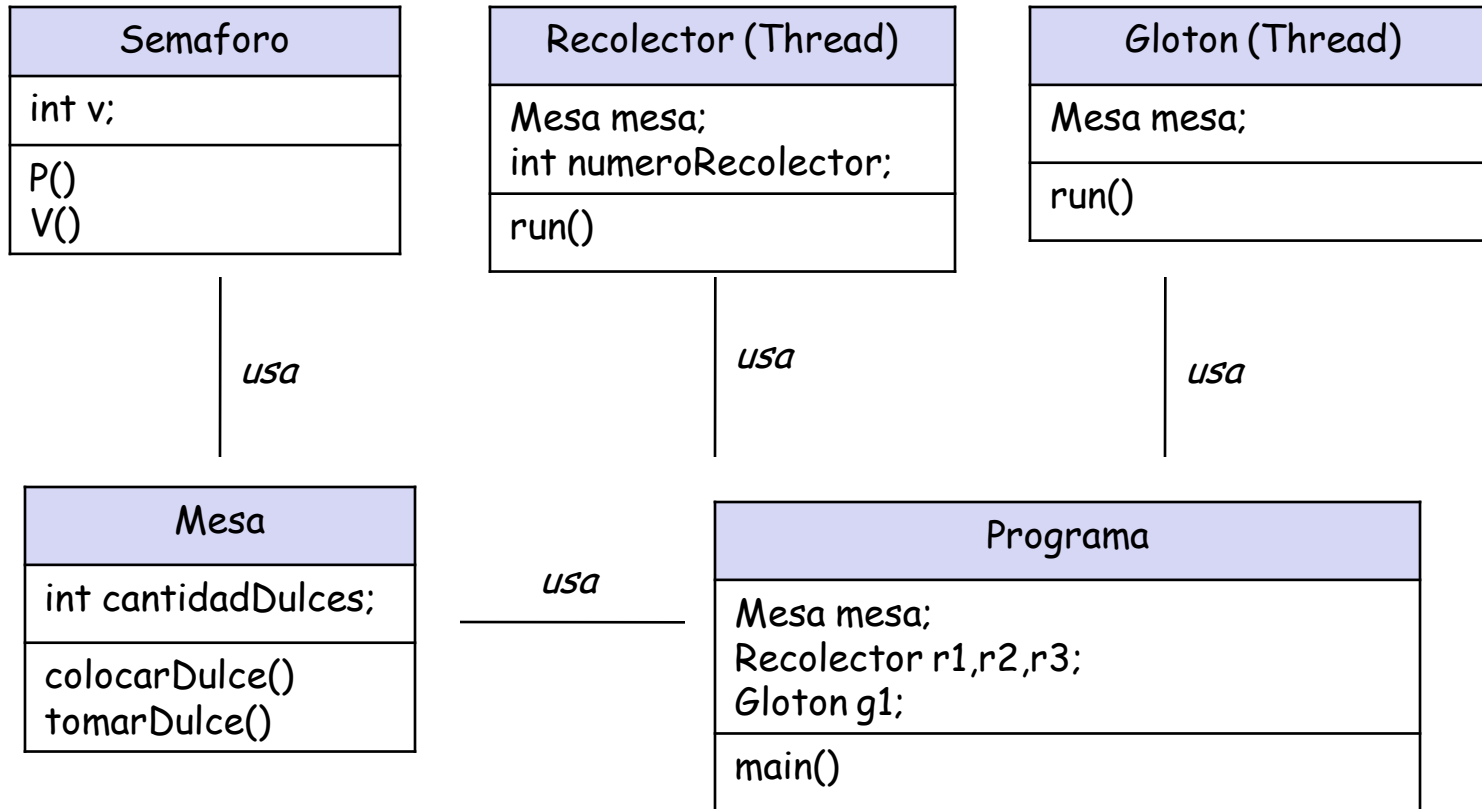 Semaforo
int v;
P()
V()
Recolector (Thread)
Mesa mesa;
int numeroRecolector;
run()
Gloton (Thread)
Mesa mesa;
run()
usa
usa
usa
Mesa
int cantidadDulces;
colocarDulce()
tomarDulce()
usa
Programa
Mesa mesa;
Recolector r1,r2,r3;
Gloton g1;
main()